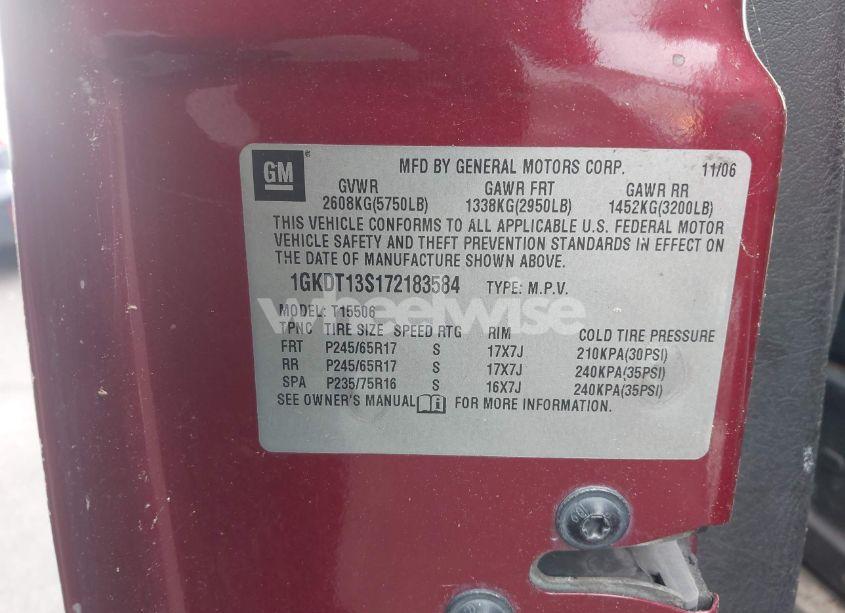 GM ® MFD BY GENERAL MOTORS CORP. 11/06
GVWR GAWR FRT GAWR RR
2608KG(5750LB) 1338KG(2950LB) 1452KG(3200LB)
THIS VEHICLE CONFORMS TO ALL APPLICABLE U.S. FEDERAL MOTOR
VEHICLE SAFETY AND THEFT PREVENTION STANDARDS IN EFFECT ON
THE DATE OF MANUFACTURE SHOWN ABOVE.
1GKDT13S172183584 TYPE: M.P.V.
wheelwise
MODEL: T15506
TPNC TIRE SIZE SPEED RTG RIM COLD TIRE PRESSURE
FRT P245/65R17 S 17X7J 210KPA(30PSI)
RR P245/65R17 S 17X7J 240KPA(35PSI)
SPA P235/75R16 S 16X7J 240KPA(35PSI)
SEE OWNER'S MANUAL FOR MORE INFORMATION.